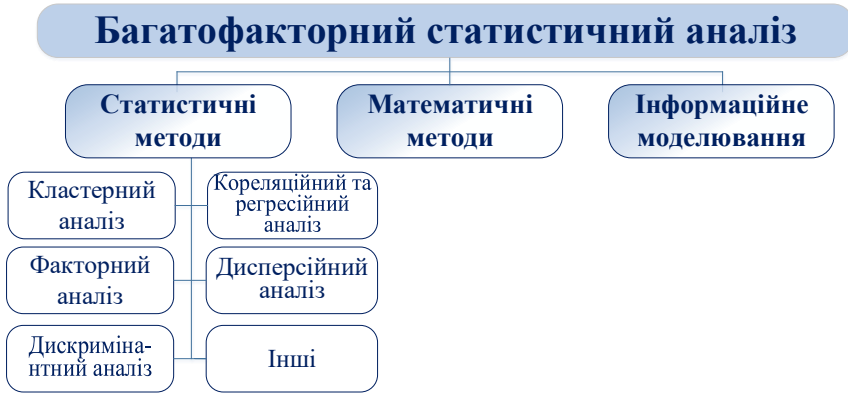 Багатофакторний статистичний аналіз
Статистичні
методи
Математичні
методи
Інформаційне
моделювання
Кластерний
аналіз
Кореляційний та
регресійний
аналіз
Факторний
аналіз
Дисперсійний
аналіз
Дискриміна-
нтний аналіз
Інші